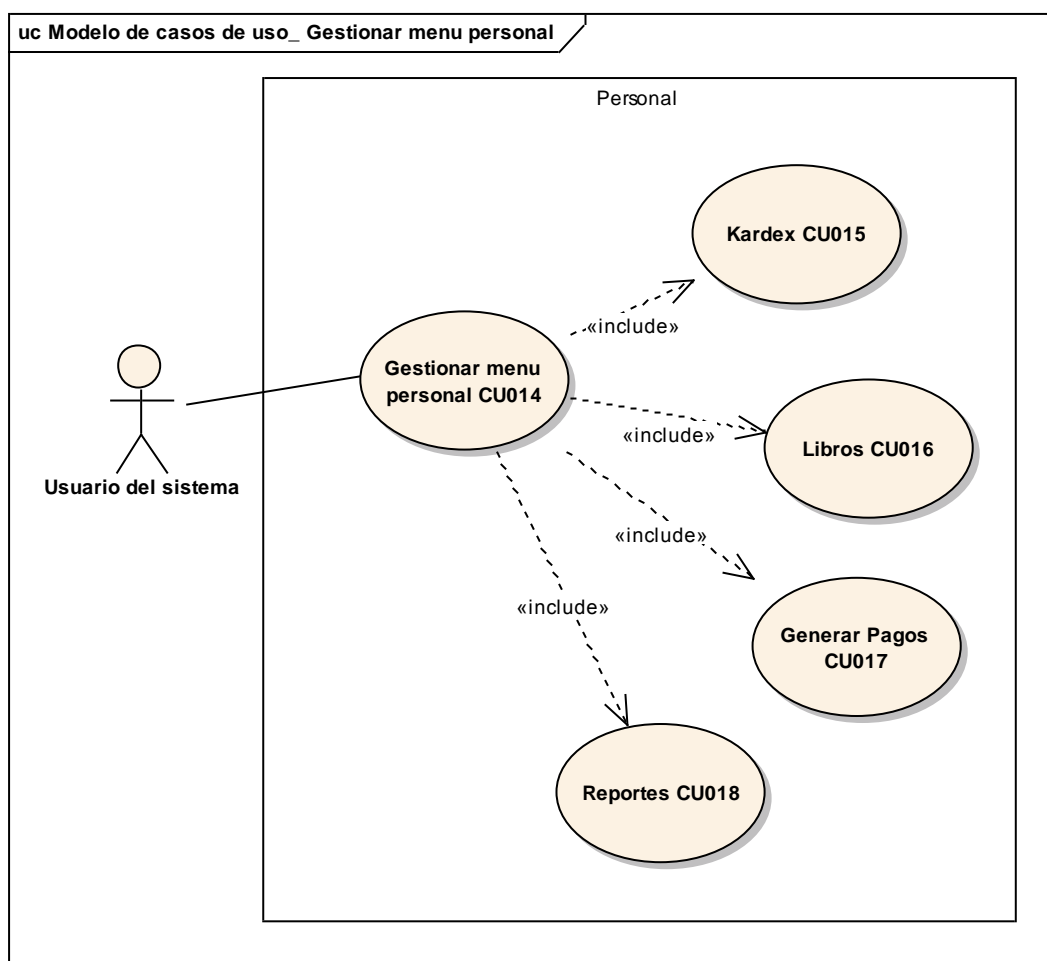 uc Modelo de casos de uso_ Gestionar menu personal
Personal
Kardex CU015
«include»
Gestionar menu
personal CU014
«include»
Libros CU016
Usuario del sistema
«include»
«include»
Generar Pagos
CU017
Reportes CU018